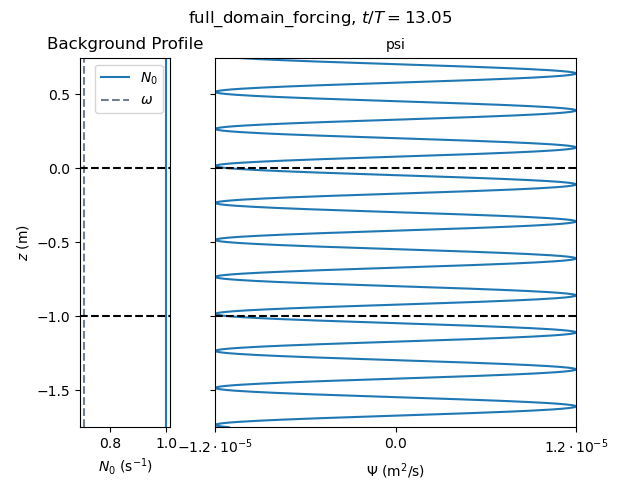 full_domain_forcing, t/T = 13.05
Background Profile
psi
N₀
ω
0.5
0.0
−0.5
−1.0
−1.5
z (m)
0.8
1.0
−1.2 · 10⁻⁵
0.0
1.2 · 10⁻⁵
N₀ (s⁻¹)
Ψ (m²/s)